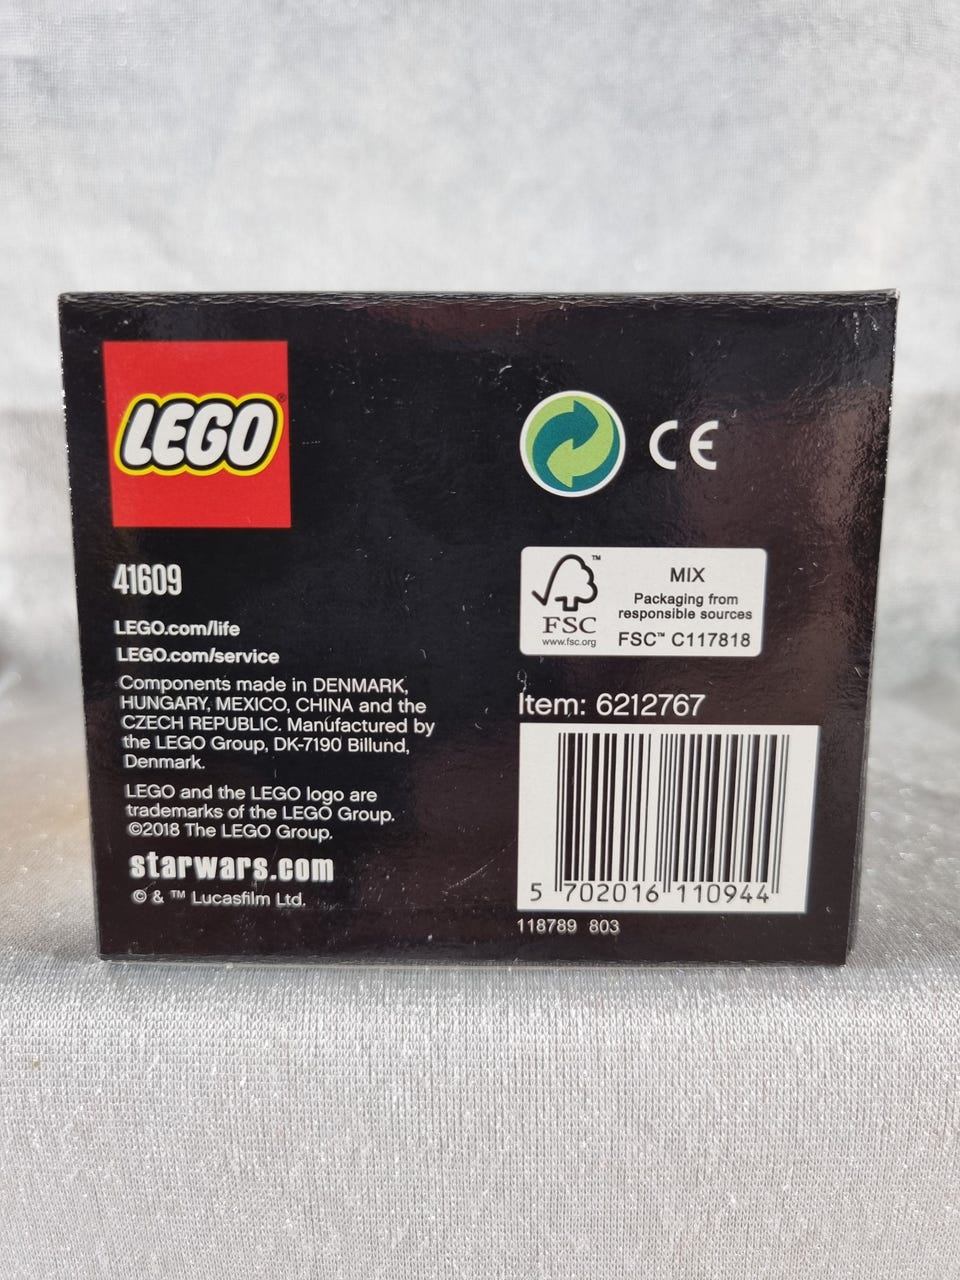 LEGO®
41609
LEGO.com/life
LEGO.com/service
Components made in DENMARK,
HUNGARY, MEXICO, CHINA and the
CZECH REPUBLIC. Manufactured by
the LEGO Group, DK-7190 Billund,
Denmark.
LEGO and the LEGO logo are
trademarks of the LEGO Group.
©2018 The LEGO Group.
starwars.com
© & ™ Lucasfilm Ltd.
CE
™
FSC
www.fsc.org
MIX
Packaging from
responsible sources
FSC™ C117818
Item: 6212767
5 702016 110944
118789 803